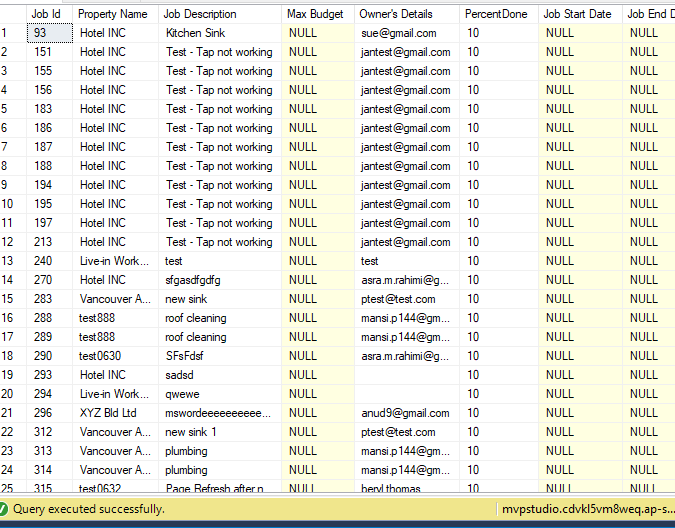 Job Id Property Name Job Description Max Budget Owner's Details PercentDone Job Start Date Job End D
1 93 Hotel INC Kitchen Sink NULL sue@gmail.com 10 NULL NULL
2 151 Hotel INC Test - Tap not working NULL jantest@gmail.com 10 NULL NULL
3 155 Hotel INC Test - Tap not working NULL jantest@gmail.com 10 NULL NULL
4 156 Hotel INC Test - Tap not working NULL jantest@gmail.com 10 NULL NULL
5 183 Hotel INC Test - Tap not working NULL jantest@gmail.com 10 NULL NULL
6 186 Hotel INC Test - Tap not working NULL jantest@gmail.com 10 NULL NULL
7 187 Hotel INC Test - Tap not working NULL jantest@gmail.com 10 NULL NULL
8 188 Hotel INC Test - Tap not working NULL jantest@gmail.com 10 NULL NULL
9 194 Hotel INC Test - Tap not working NULL jantest@gmail.com 10 NULL NULL
10 195 Hotel INC Test - Tap not working NULL jantest@gmail.com 10 NULL NULL
11 197 Hotel INC Test - Tap not working NULL jantest@gmail.com 10 NULL NULL
12 213 Hotel INC Test - Tap not working NULL jantest@gmail.com 10 NULL NULL
13 240 Live-in Work... test NULL test 10 NULL NULL
14 270 Hotel INC sfgasdfgdfg NULL asra.m.rahimi@g... 10 NULL NULL
15 283 Vancouver A... new sink NULL ptest@test.com 10 NULL NULL
16 288 test888 roof cleaning NULL mansi.p144@gm... 10 NULL NULL
17 289 test888 roof cleaning NULL mansi.p144@gm... 10 NULL NULL
18 290 test0630 SFsFdsf NULL asra.m.rahimi@g... 10 NULL NULL
19 293 Hotel INC sadsd NULL 10 NULL NULL
20 294 Live-in Work... qwewe NULL 10 NULL NULL
21 296 XYZ Bld Ltd mswordeeeeeeeeee... NULL anud9@gmail.com 10 NULL NULL
22 312 Vancouver A... new sink 1 NULL ptest@test.com 10 NULL NULL
23 313 Vancouver A... plumbing NULL mansi.p144@gm... 10 NULL NULL
24 314 Vancouver A... plumbing NULL mansi.p144@gm... 10 NULL NULL
25 315 test0632 Page Refresh after n... NULL beryl.thomas... 10 NULL NULL
Query executed successfully. mvpstudio.cdvkl5vm8weq.ap-s...